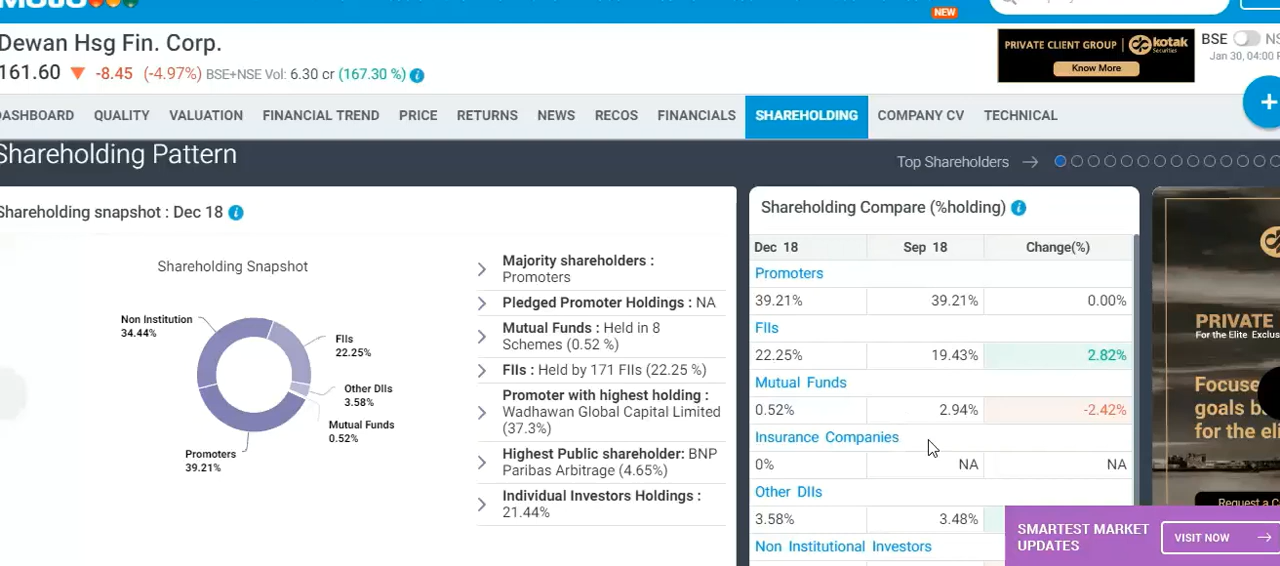 NEW
Dewan Hsg Fin. Corp.
161.60 ▼ -8.45 (-4.97%) BSE+NSE Vol: 6.30 cr (167.30 %)
PRIVATE CLIENT GROUP | kotak
Securities
Know More
BSE
Jan 30, 04:00
QUALITY VALUATION FINANCIAL TREND PRICE RETURNS NEWS RECOS FINANCIALS SHAREHOLDING COMPANY CV TECHNICAL
Shareholding Pattern
Top Shareholders →
Shareholding snapshot : Dec 18
Shareholding Snapshot
Non Institution
34.44%
FIIs
22.25%
Other DIIs
3.58%
Mutual Funds
0.52%
Promoters
39.21%
Majority shareholders :
Promoters
Pledged Promoter Holdings : NA
Mutual Funds : Held in 8
Schemes (0.52 %)
FIIs : Held by 171 FIIs (22.25 %)
Promoter with highest holding :
Wadhawan Global Capital Limited
(37.3%)
Highest Public shareholder: BNP
Paribas Arbitrage (4.65%)
Individual Investors Holdings :
21.44%
Shareholding Compare (%holding)
Dec 18 Sep 18 Change(%)
Promoters
39.21% 39.21% 0.00%
FIIs
22.25% 19.43% 2.82%
Mutual Funds
0.52% 2.94% -2.42%
Insurance Companies
0% NA NA
Other DIIs
3.58% 3.48%
Non Institutional Investors
PRIVATE
For the Elite
goals
for the
SMARTEST MARKET
UPDATES
VISIT NOW →